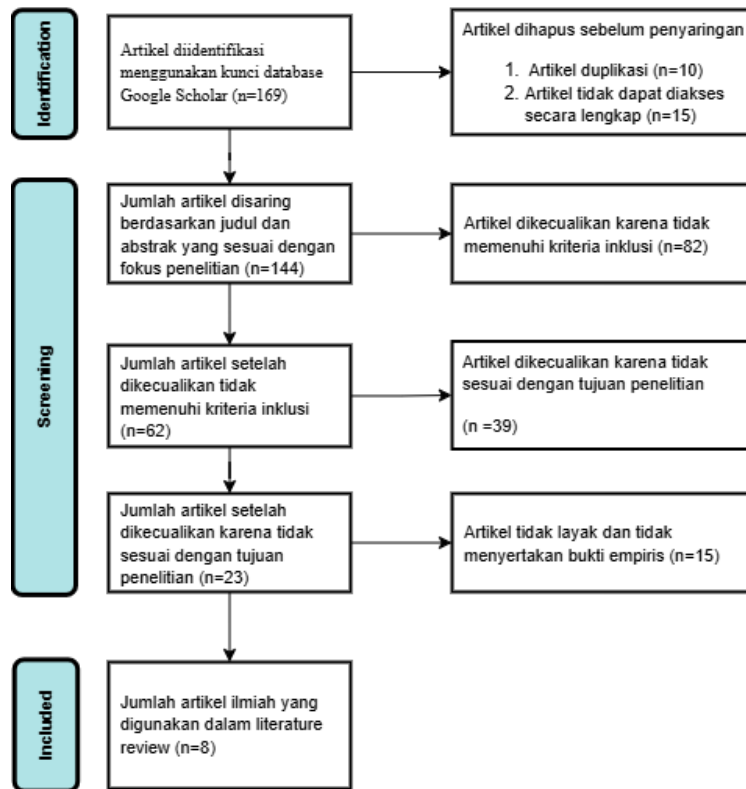 Identification
Artikel diidentifikasi
menggunakan kunci database
Google Scholar (n=169)
Artikel dihapus sebelum penyaringan
1. Artikel duplikasi (n=10)
2. Artikel tidak dapat diakses
secara lengkap (n=15)
Screening
Jumlah artikel disaring
berdasarkan judul dan
abstrak yang sesuai dengan
fokus penelitian (n=144)
Artikel dikecualikan karena tidak
memenuhi kriteria inklusi (n=82)
Jumlah artikel setelah
dikecualikan tidak
memenuhi kriteria inklusi
(n=62)
Artikel dikecualikan karena tidak
sesuai dengan tujuan penelitian
(n =39)
Jumlah artikel setelah
dikecualikan karena tidak
sesuai dengan tujuan
penelitian (n=23)
Artikel tidak layak dan tidak
menyertakan bukti empiris (n=15)
Included
Jumlah artikel ilmiah yang
digunakan dalam literature
review (n=8)